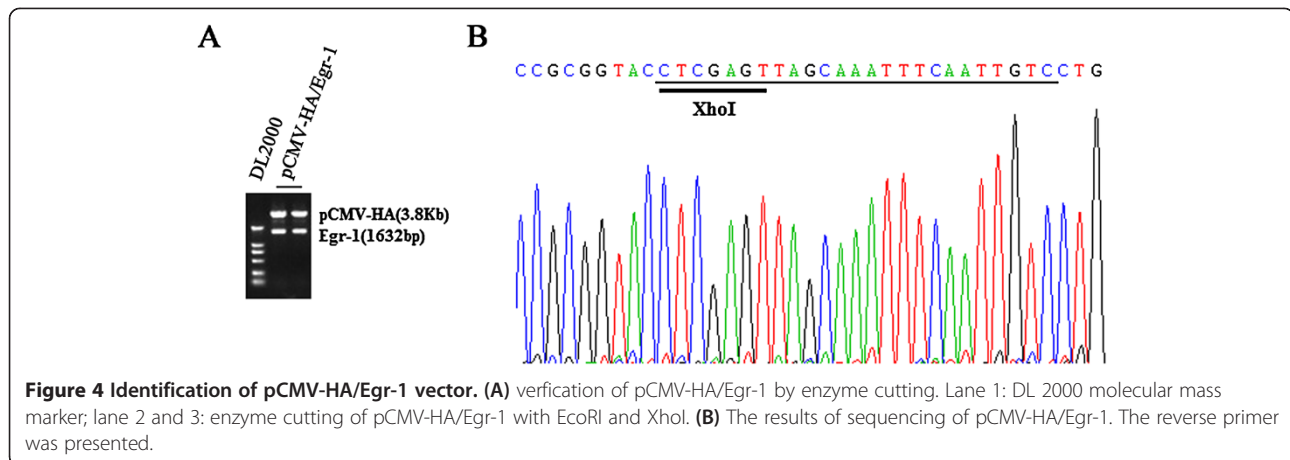 A
B
DL2000
pCMV-HA/Egr-1
pCMV-HA(3.8Kb)
Egr-1(1632bp)
CCGCGGTACCTCGAGTTAGCAAATTTCAATTGTCCTG
XhoI
Figure 4 Identification of pCMV-HA/Egr-1 vector. (A) verfication of pCMV-HA/Egr-1 by enzyme cutting. Lane 1: DL 2000 molecular mass
marker; lane 2 and 3: enzyme cutting of pCMV-HA/Egr-1 with EcoRI and XhoI. (B) The results of sequencing of pCMV-HA/Egr-1. The reverse primer
was presented.